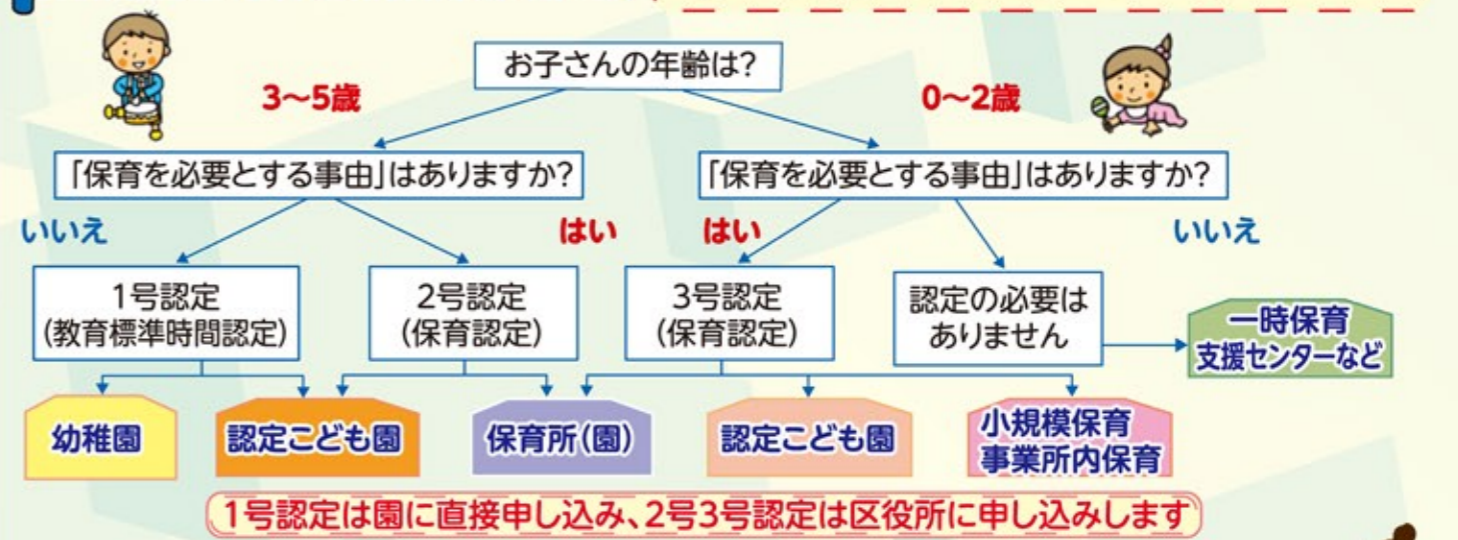 お子さんの年齢は?
3～5歳
0～2歳
「保育を必要とする事由」はありますか?
「保育を必要とする事由」はありますか?
いいえ
はい
はい
いいえ
1号認定
(教育標準時間認定)
2号認定
(保育認定)
3号認定
(保育認定)
認定の必要は
ありません
一時保育
支援センターなど
幼稚園
認定こども園
保育所(園)
認定こども園
小規模保育
事業所内保育
1号認定は園に直接申し込み、2号3号認定は区役所に申し込みします